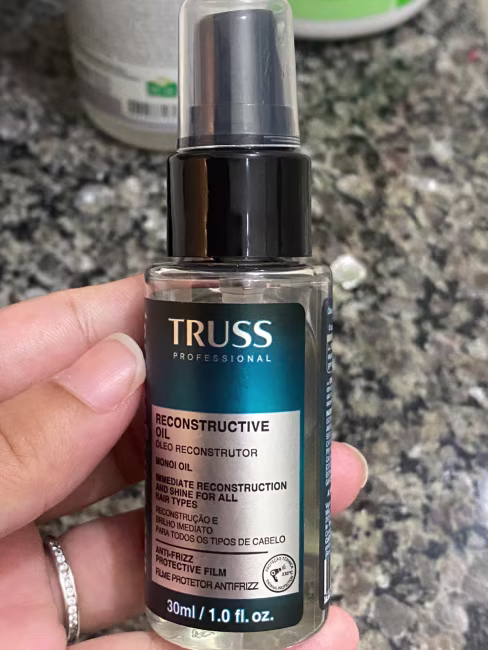 TRUSS
PROFESSIONAL
RECONSTRUCTIVE
OIL
ÓLEO RECONSTRUTOR
MONOI OIL
IMMEDIATE RECONSTRUCTION
AND SHINE FOR ALL
HAIR TYPES
RECONSTRUÇÃO E
BRILHO IMEDIATO
PARA TODOS OS TIPOS DE CABELO
ANTI-FRIZZ
PROTECTIVE FILM
FILME PROTETOR ANTIFRIZZ
30ml / 1.0 fl. oz.